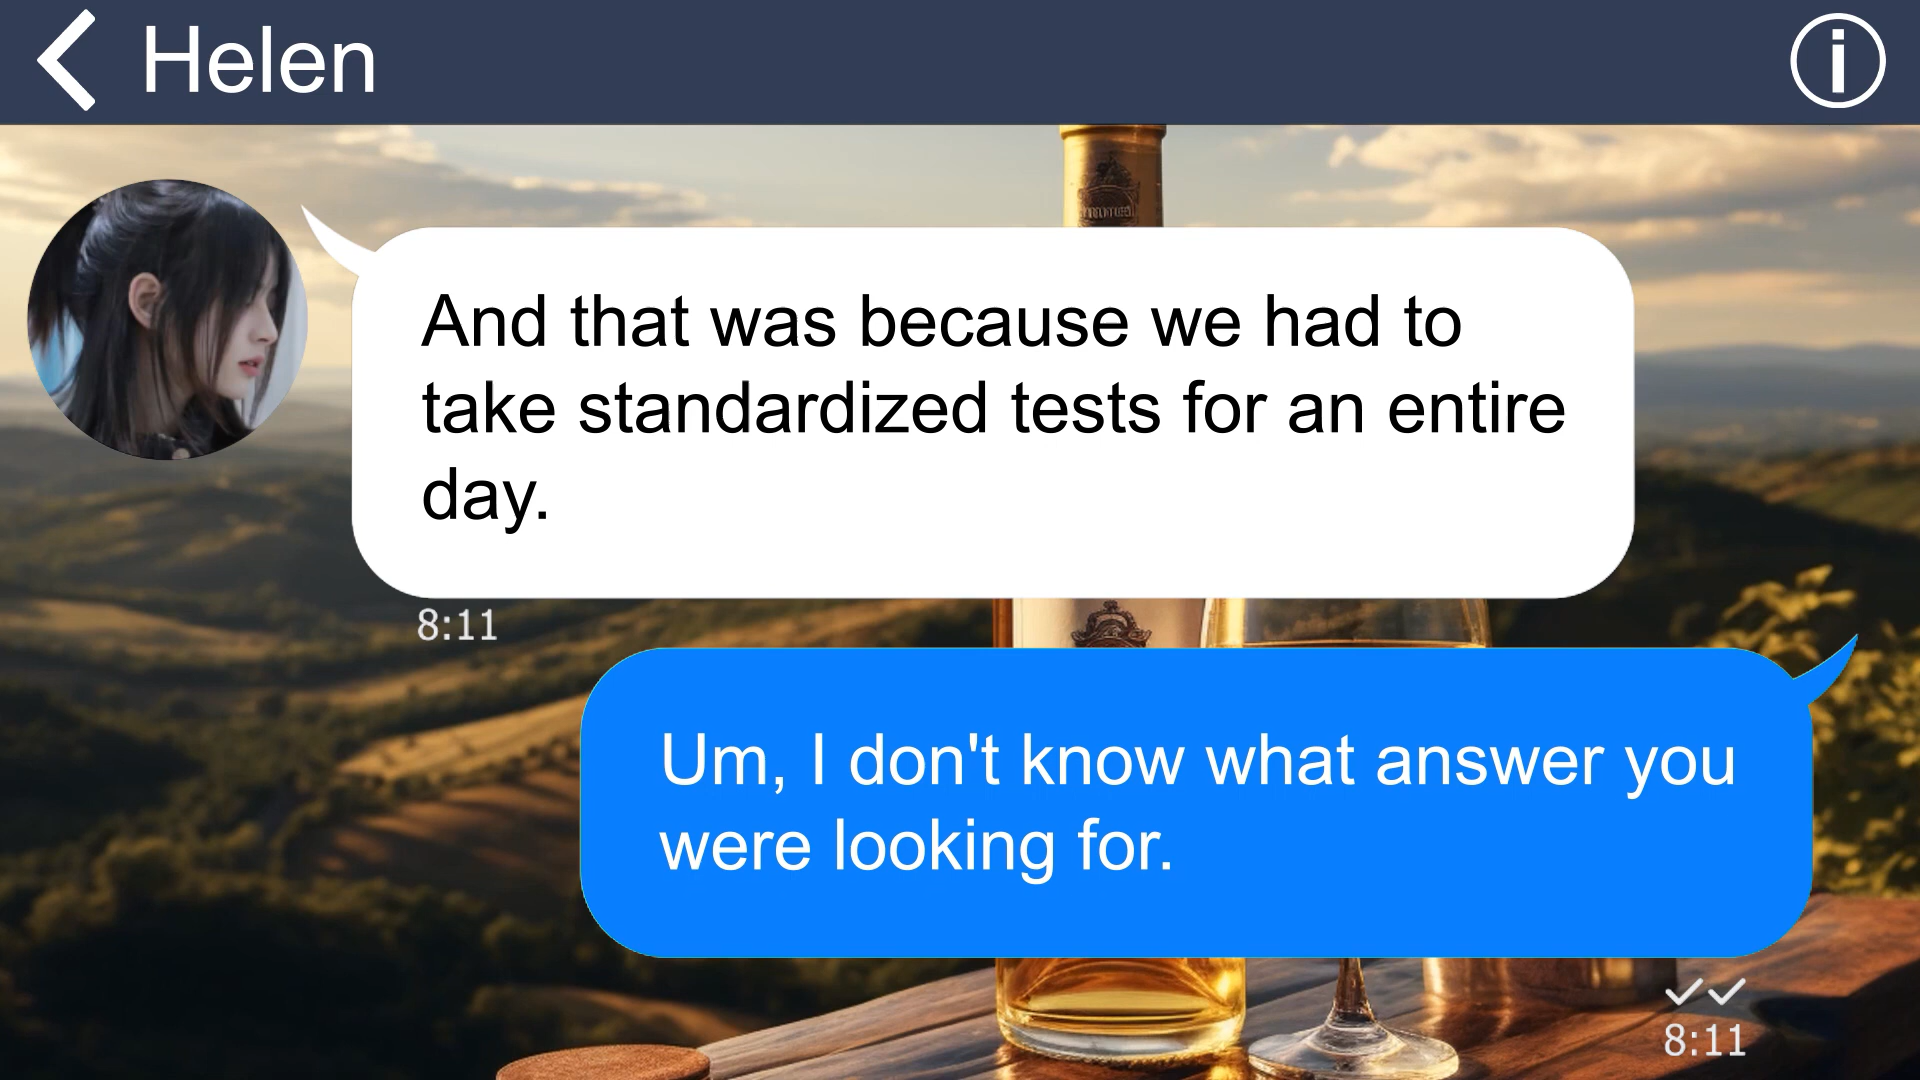 Helen
And that was because we had to
take standardized tests for an entire
day.
8:11
Um, I don't know what answer you
were looking for.
8:11